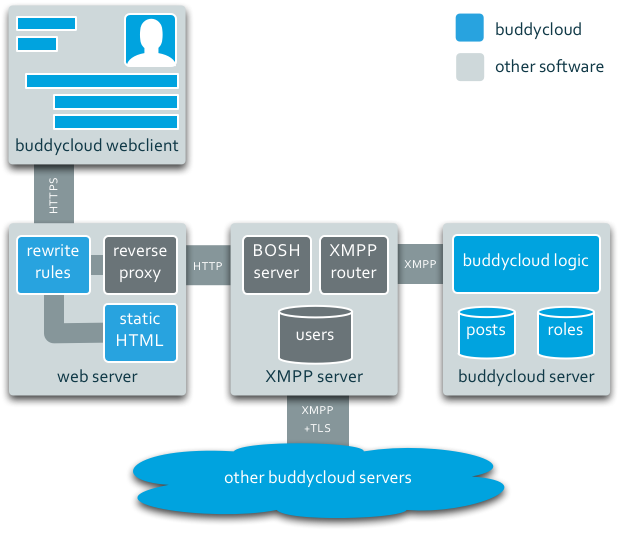 buddycloud
other software
buddycloud webclient
HTTPS
rewrite
rules
reverse
proxy
static
HTML
web server
HTTP
BOSH
server
XMPP
router
users
XMPP server
XMPP
buddycloud logic
posts
roles
buddycloud server
XMPP
+TLS
other buddycloud servers